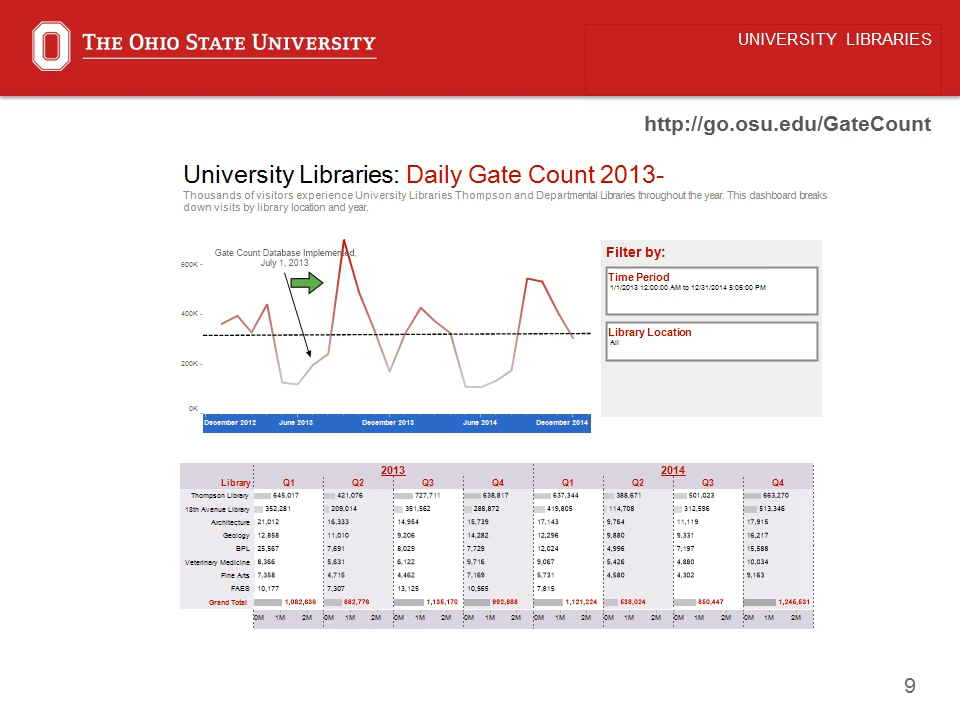 THE OHIO STATE UNIVERSITY
UNIVERSITY LIBRARIES
http://go.osu.edu/GateCount
University Libraries: Daily Gate Count 2013-
Thousands of visitors experience University Libraries Thompson and Departmental Libraries throughout the year. This dashboard breaks
down visits by library location and year.
Gate Count Database Implemented,
July 1, 2013
600K
400K
200K
0K
December 2012 June 2013 December 2013 June 2014 December 2014
Filter by:
Time Period
1/1/2013 12:00:00 AM to 12/31/2014 5:05:00 PM
Library Location
All
2013 2014
Library Q1 Q2 Q3 Q4 Q1 Q2 Q3 Q4
Thompson Library 645,017 421,076 727,711 638,817 637,344 388,671 501,023 663,270
18th Avenue Library 352,281 209,014 351,562 288,872 419,805 114,708 312,596 513,346
Architecture 21,012 16,333 14,954 15,739 17,143 9,764 11,119 17,915
Geology 12,858 11,010 9,206 14,282 12,296 9,880 9,331 16,217
BPL 25,567 7,691 8,029 7,729 12,024 4,996 7,197 15,588
Veterinary Medicine 8,366 5,631 6,122 9,716 9,067 5,426 4,880 10,034
Fine Arts 7,358 4,715 4,462 7,169 5,731 4,580 4,302 9,163
FAES 10,177 7,307 13,125 10,565 7,815
Grand Total 1,082,636 682,776 1,135,170 992,888 1,121,224 538,024 850,447 1,245,531
0M 1M 2M 0M 1M 2M 0M 1M 2M 0M 1M 2M 0M 1M 2M 0M 1M 2M 0M 1M 2M 0M 1M 2M
9